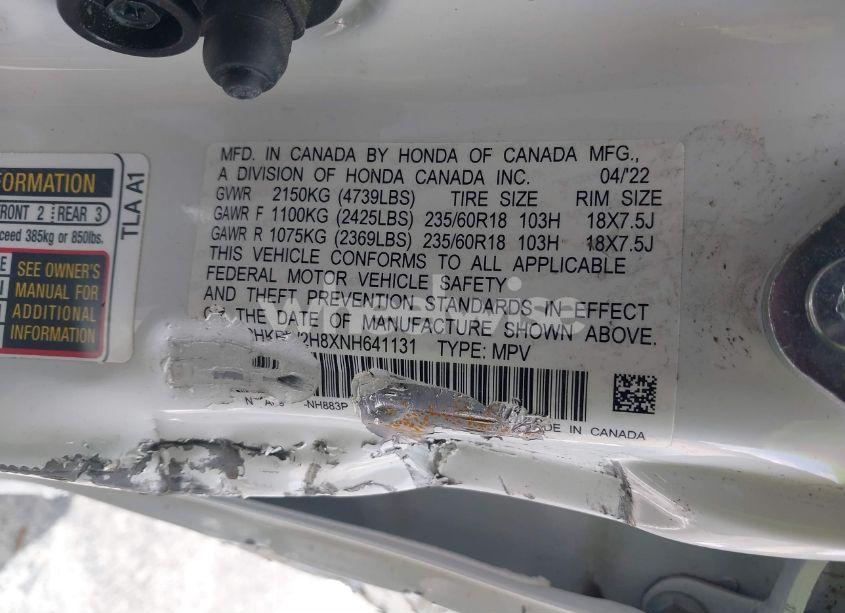 FORMATION
FRONT 2 REAR 3
exceed 385kg or 850lbs.
SEE OWNER'S
MANUAL FOR
ADDITIONAL
INFORMATION
TLA A1
MFD. IN CANADA BY HONDA OF CANADA MFG.,
A DIVISION OF HONDA CANADA INC. 04/'22
GVWR 2150KG (4739LBS) TIRE SIZE RIM SIZE
GAWR F 1100KG (2425LBS) 235/60R18 103H 18X7.5J
GAWR R 1075KG (2369LBS) 235/60R18 103H 18X7.5J
THIS VEHICLE CONFORMS TO ALL APPLICABLE
FEDERAL MOTOR VEHICLE SAFETY
AND THEFT PREVENTION STANDARDS IN EFFECT
ON THE DATE OF MANUFACTURE SHOWN ABOVE.
2H8XNH641131 TYPE: MPV
NH883P
IN CANADA